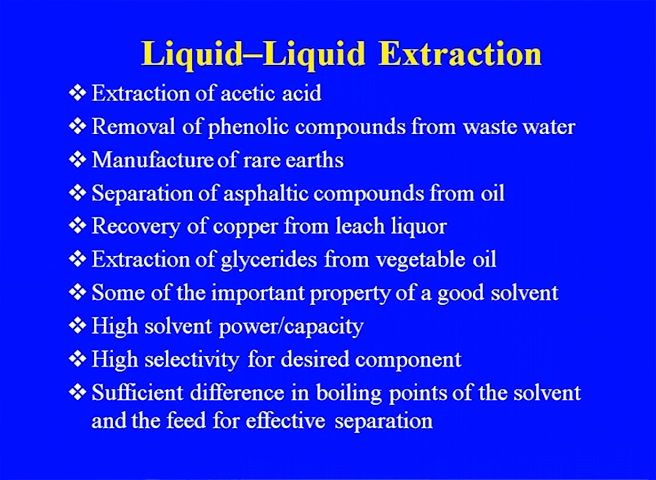 Liquid–Liquid Extraction
❖ Extraction of acetic acid
❖ Removal of phenolic compounds from waste water
❖ Manufacture of rare earths
❖ Separation of asphaltic compounds from oil
❖ Recovery of copper from leach liquor
❖ Extraction of glycerides from vegetable oil
❖ Some of the important property of a good solvent
❖ High solvent power/capacity
❖ High selectivity for desired component
❖ Sufficient difference in boiling points of the solvent
and the feed for effective separation